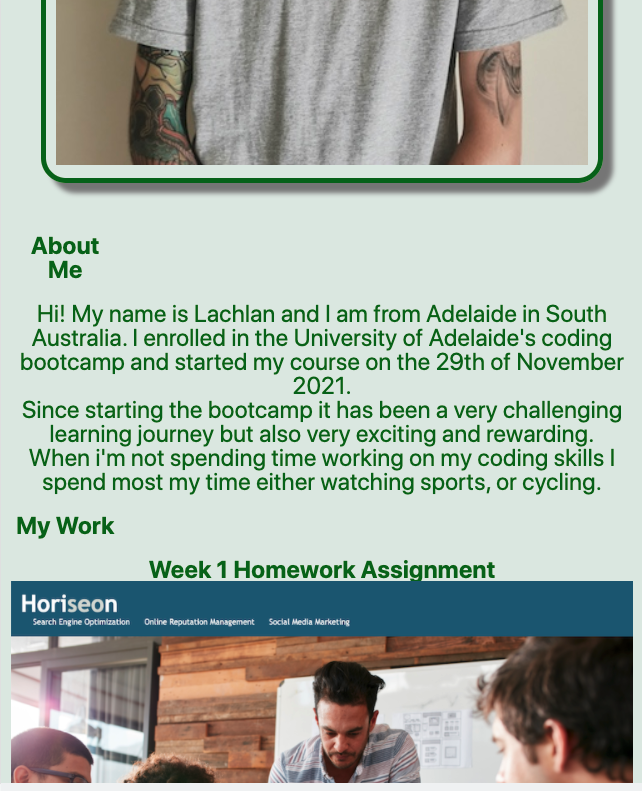 About
Me
Hi! My name is Lachlan and I am from Adelaide in South
Australia. I enrolled in the University of Adelaide's coding
bootcamp and started my course on the 29th of November
2021.
Since starting the bootcamp it has been a very challenging
learning journey but also very exciting and rewarding.
When i'm not spending time working on my coding skills I
spend most my time either watching sports, or cycling.
My Work
Week 1 Homework Assignment
Horiseon
Search Engine Optimization Online Reputation Management Social Media Marketing